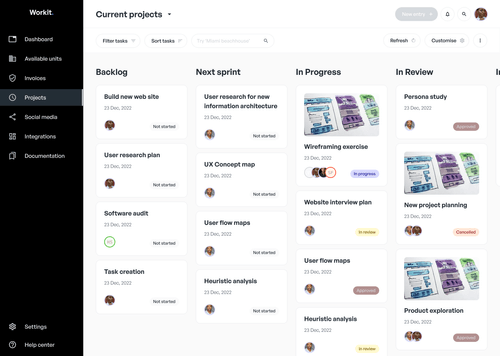 Workit.
Dashboard
Available units
Invoices
Projects
Social media
Integrations
Documentation
Settings
Help center
Current projects
Filter tasks
Sort tasks
Refresh
Customise
Backlog
Build new web site
23 Dec, 2022
Not started
User research plan
23 Dec, 2022
Not started
Software audit
23 Dec, 2022
Not started
Task creation
23 Dec, 2022
Not started
Next sprint
User research for new
information architecture
23 Dec, 2022
Not started
UX Concept map
23 Dec, 2022
Not started
User flow maps
23 Dec, 2022
Not started
Heuristic analysis
23 Dec, 2022
Not started
In Progress
Wireframing exercise
23 Dec, 2022
In progress
Website Interview plan
23 Dec, 2022
In review
User flow maps
23 Dec, 2022
Approved
Heuristic analysis
23 Dec, 2022
In review
In Review
Persona study
23 Dec, 2022
Approved
New project planning
23 Dec, 2022
Canceled
Product exploration
23 Dec, 2022
Approved
In